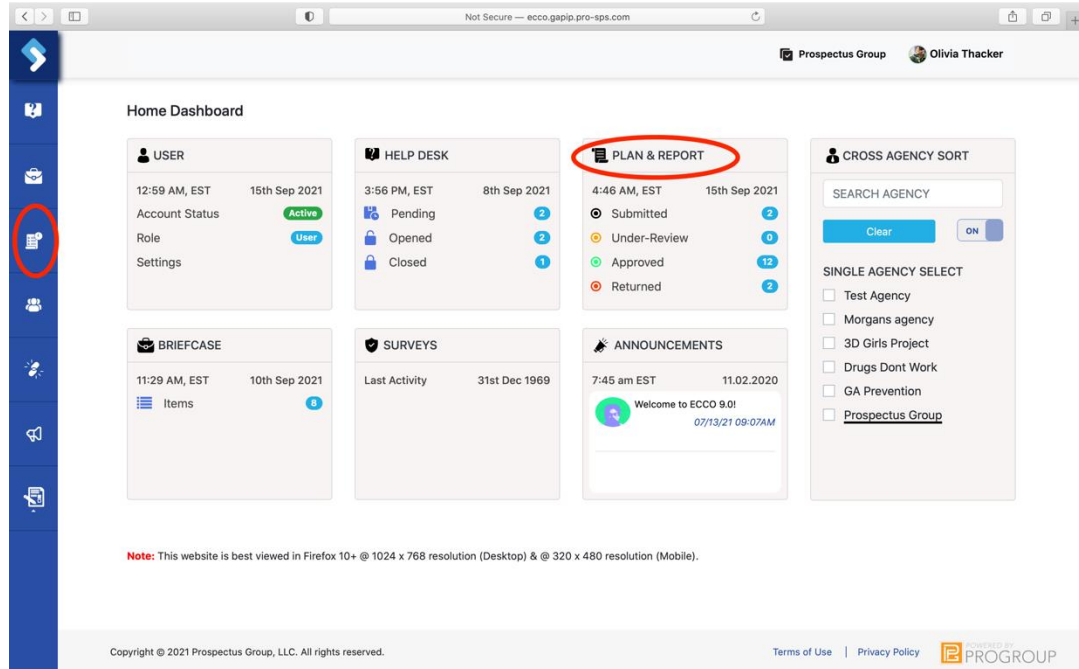 Not Secure — ecco.gapip.pro-sps.com
Prospectus Group
Olivia Thacker
Home Dashboard
USER
12:59 AM, EST 15th Sep 2021
Account Status Active
Role User
Settings
HELP DESK
3:56 PM, EST 8th Sep 2021
Pending 2
Opened 2
Closed 1
PLAN & REPORT
4:46 AM, EST 15th Sep 2021
Submitted 2
Under-Review 0
Approved 12
Returned 2
CROSS AGENCY SORT
SEARCH AGENCY
Clear ON
SINGLE AGENCY SELECT
Test Agency
Morgans agency
3D Girls Project
Drugs Dont Work
GA Prevention
Prospectus Group
BRIEFCASE
11:29 AM, EST 10th Sep 2021
Items 8
SURVEYS
Last Activity 31st Dec 1969
ANNOUNCEMENTS
7:45 am EST 11.02.2020
Welcome to ECCO 9.0!
07/13/21 09:07AM
Note: This website is best viewed in Firefox 10+ @ 1024 x 768 resolution (Desktop) & @ 320 x 480 resolution (Mobile).
Copyright @ 2021 Prospectus Group, LLC. All rights reserved.
Terms of Use | Privacy Policy
POWERED BY
PROGROUP